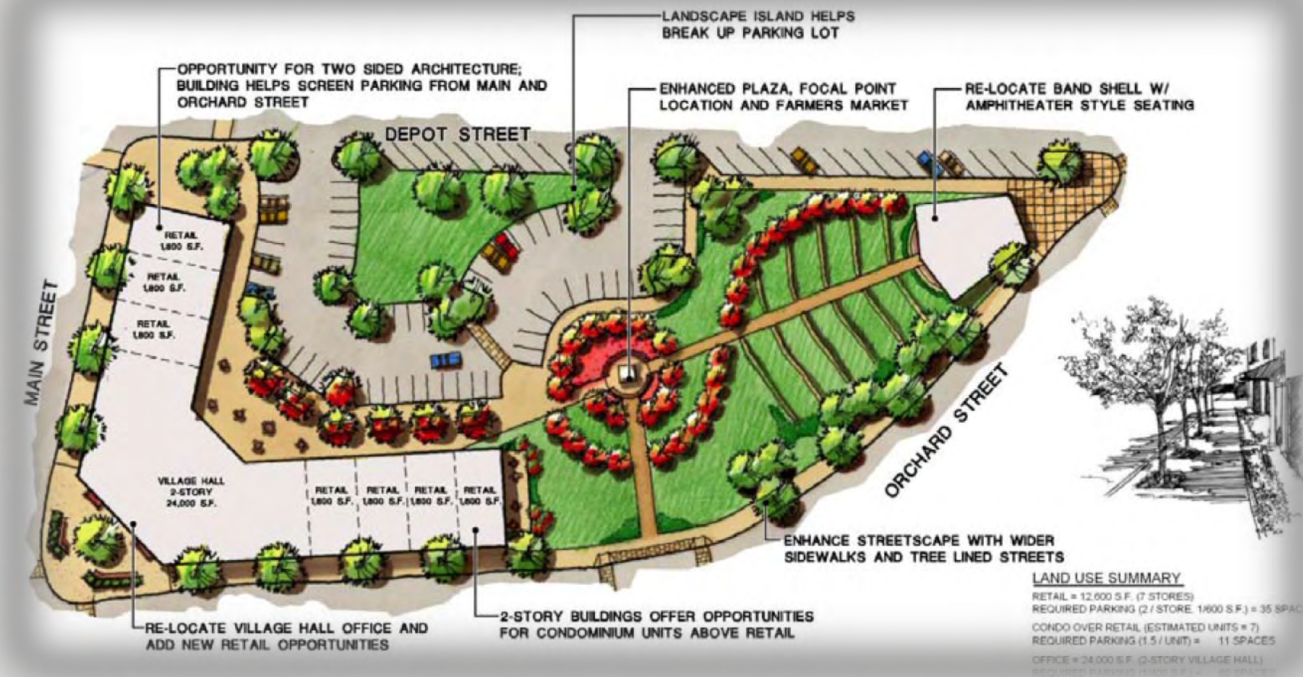 LANDSCAPE ISLAND HELPS
BREAK UP PARKING LOT
OPPORTUNITY FOR TWO SIDED ARCHITECTURE;
BUILDING HELPS SCREEN PARKING FROM MAIN AND
ORCHARD STREET
ENHANCED PLAZA, FOCAL POINT
LOCATION AND FARMERS MARKET
RE-LOCATE BAND SHELL W/
AMPHITHEATER STYLE SEATING
DEPOT STREET
MAIN STREET
RETAIL
1,800 S.F.
RETAIL
1,800 S.F.
RETAIL
1,800 S.F.
VILLAGE HALL
2-STORY
24,000 S.F.
RETAIL
1,800 S.F.
RETAIL
1,800 S.F.
RETAIL
1,800 S.F.
RETAIL
1,800 S.F.
ORCHARD STREET
ENHANCE STREETSCAPE WITH WIDER
SIDEWALKS AND TREE LINED STREETS
RE-LOCATE VILLAGE HALL OFFICE AND
ADD NEW RETAIL OPPORTUNITIES
2-STORY BUILDINGS OFFER OPPORTUNITIES
FOR CONDOMINIUM UNITS ABOVE RETAIL
LAND USE SUMMARY
RETAIL = 12,600 S.F. (7 STORES)
REQUIRED PARKING (2 / STORE, 1/600 S.F.) = 35 SPAC
CONDO OVER RETAIL (ESTIMATED UNITS = 7)
REQUIRED PARKING (1.5 / UNIT) = 11 SPACES
OFFICE = 24,000 S.F. (2-STORY VILLAGE HALL)
REQUIRED PARKING